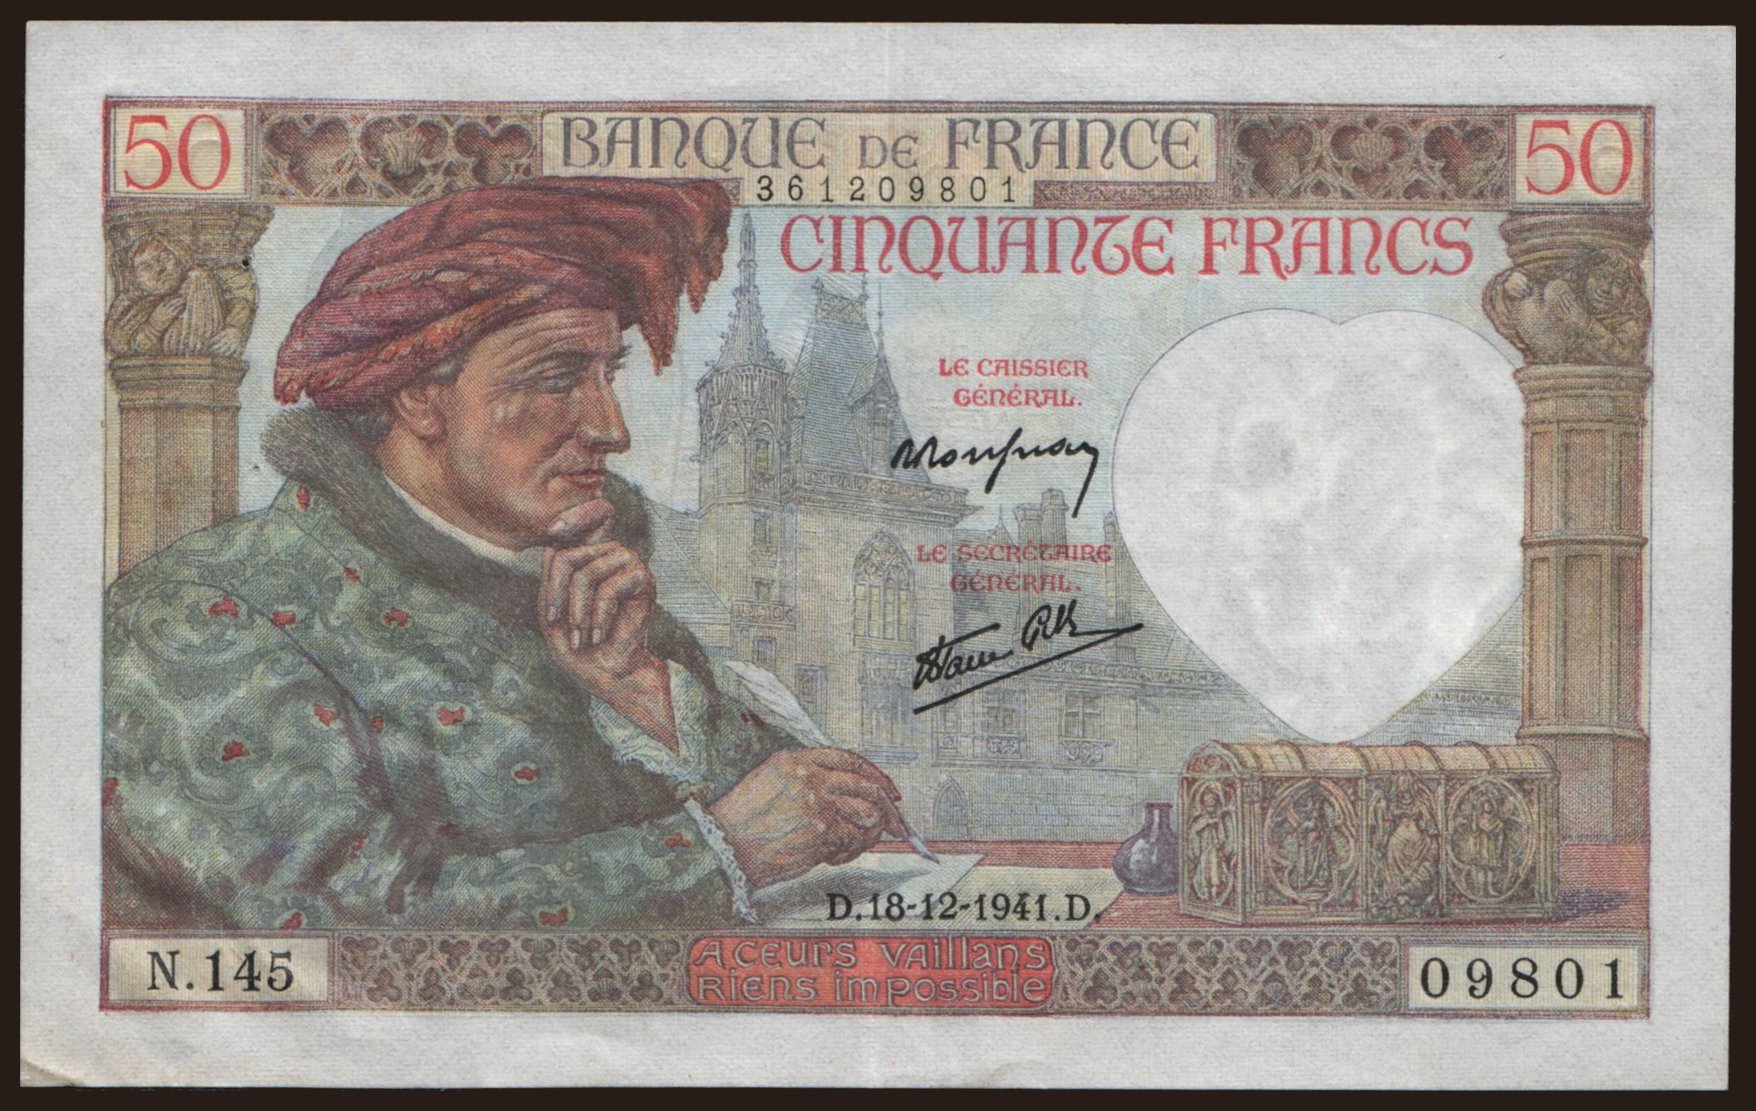 50 BANQUE DE FRANCE 50
361209801
CINQUANTE FRANCS
LE CAISSIER
GÉNÉRAL.
LE SECRÉTAIRE
GÉNÉRAL.
D.18-12-1941.D.
N.145
A CEURS VAILLANS
RIENS IMPOSSIBLE
09801